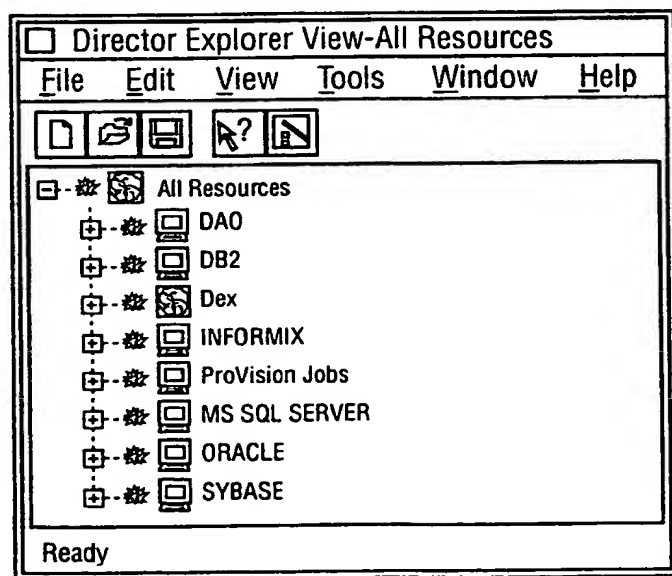 Director Explorer View-All Resources
File Edit View Tools Window Help
?
All Resources
DAO
DB2
Dex
INFORMIX
ProVision Jobs
MS SQL SERVER
ORACLE
SYBASE
Ready